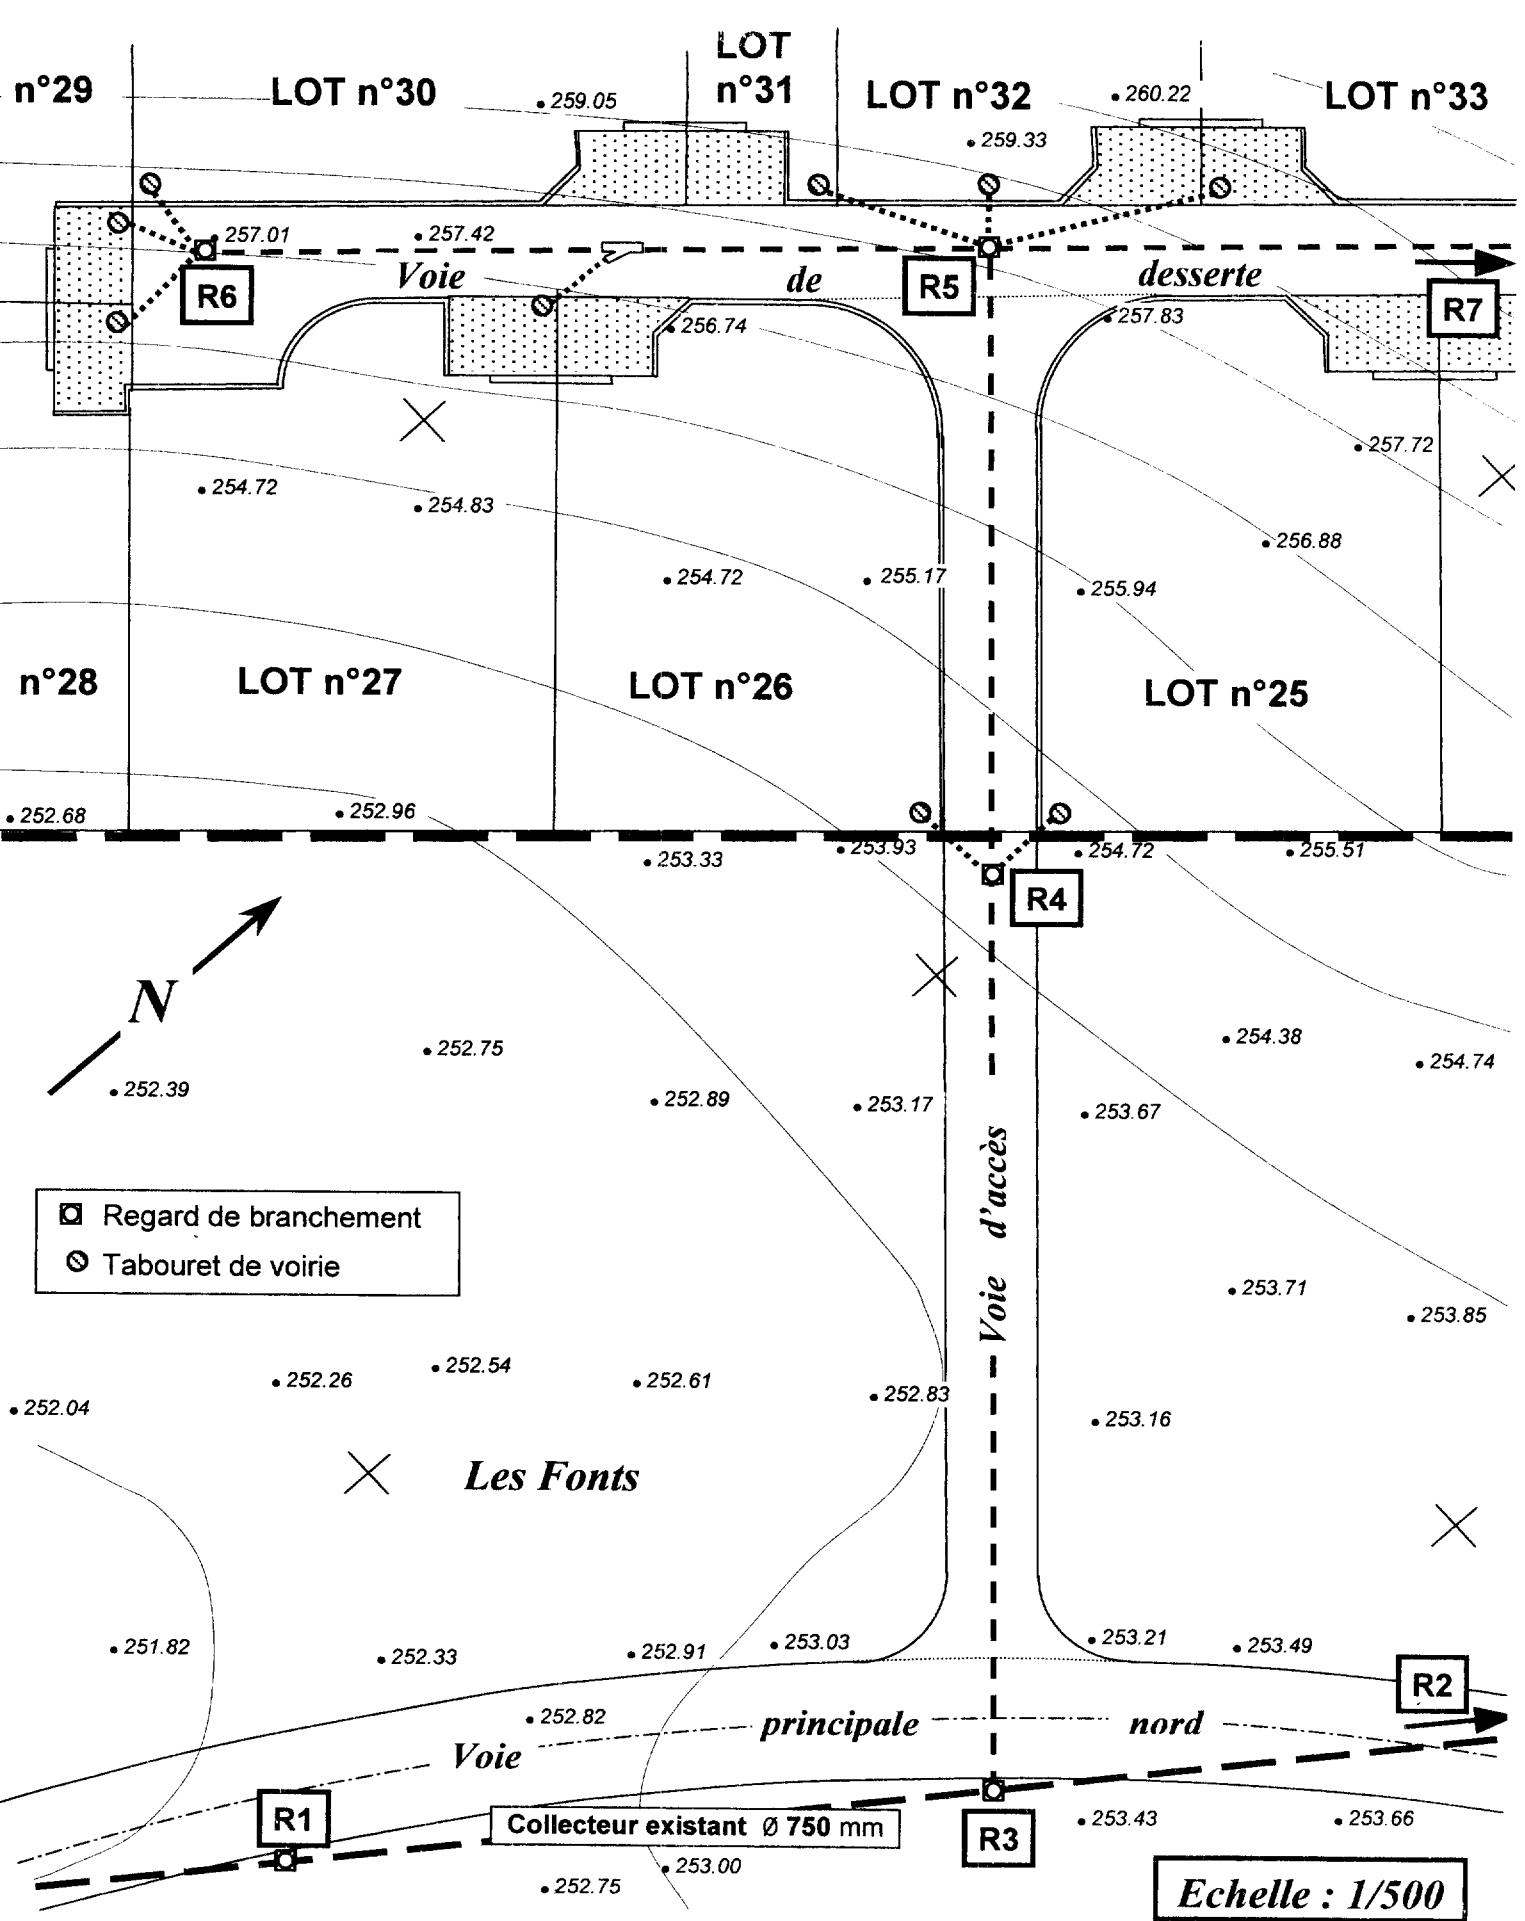 LOT
n°29
LOT n°30
259.05
n°31
LOT n°32
260.22
LOT n°33
259.33
257.01
257.42
Voie
de
desserte
R6
R5
R7
256.74
257.83
257.72
254.72
254.83
256.88
254.72
255.17
255.94
n°28
LOT n°27
LOT n°26
LOT n°25
252.68
252.96
253.33
253.93
254.72
255.51
R4
N
252.75
254.38
254.74
252.39
252.89
253.17
253.67
Voie d'accès
Regard de branchement
Tabouret de voirie
253.71
253.85
252.04
252.26
252.54
252.61
252.83
253.16
Les Fonts
251.82
252.33
252.91
253.03
253.21
253.49
R2
252.82
Voie
principale
nord
R1
Collecteur existant Ø 750 mm
R3
253.43
253.66
252.75
253.00
Echelle : 1/500